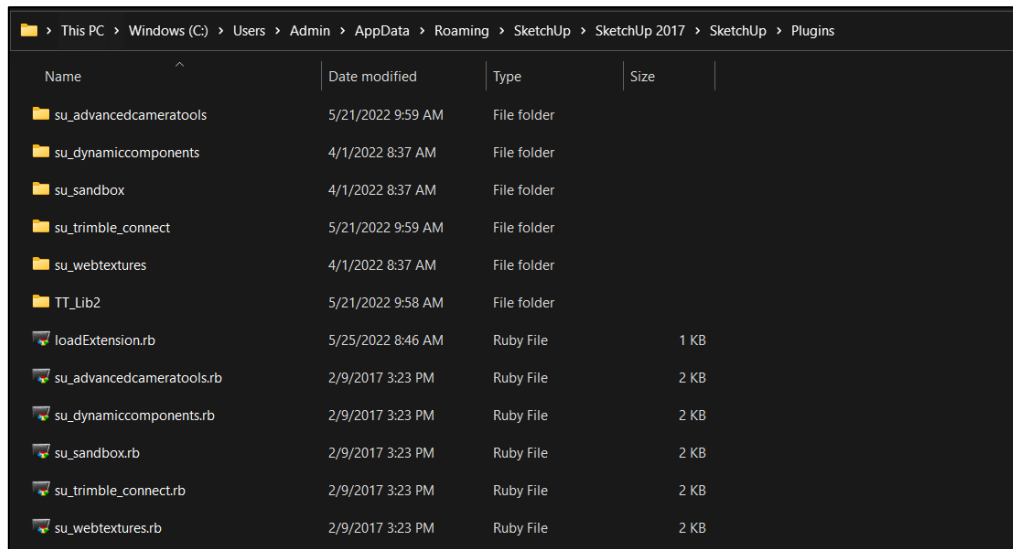 This PC > Windows (C:) > Users > Admin > AppData > Roaming > SketchUp > SketchUp 2017 > SketchUp > Plugins
Name Date modified Type Size
su_advancedcameratools 5/21/2022 9:59 AM File folder
su_dynamiccomponents 4/1/2022 8:37 AM File folder
su_sandbox 4/1/2022 8:37 AM File folder
su_trimble_connect 5/21/2022 9:59 AM File folder
su_webtextures 4/1/2022 8:37 AM File folder
TT_Lib2 5/21/2022 9:58 AM File folder
loadExtension.rb 5/25/2022 8:46 AM Ruby File 1 KB
su_advancedcameratools.rb 2/9/2017 3:23 PM Ruby File 2 KB
su_dynamiccomponents.rb 2/9/2017 3:23 PM Ruby File 2 KB
su_sandbox.rb 2/9/2017 3:23 PM Ruby File 2 KB
su_trimble_connect.rb 2/9/2017 3:23 PM Ruby File 2 KB
su_webtextures.rb 2/9/2017 3:23 PM Ruby File 2 KB